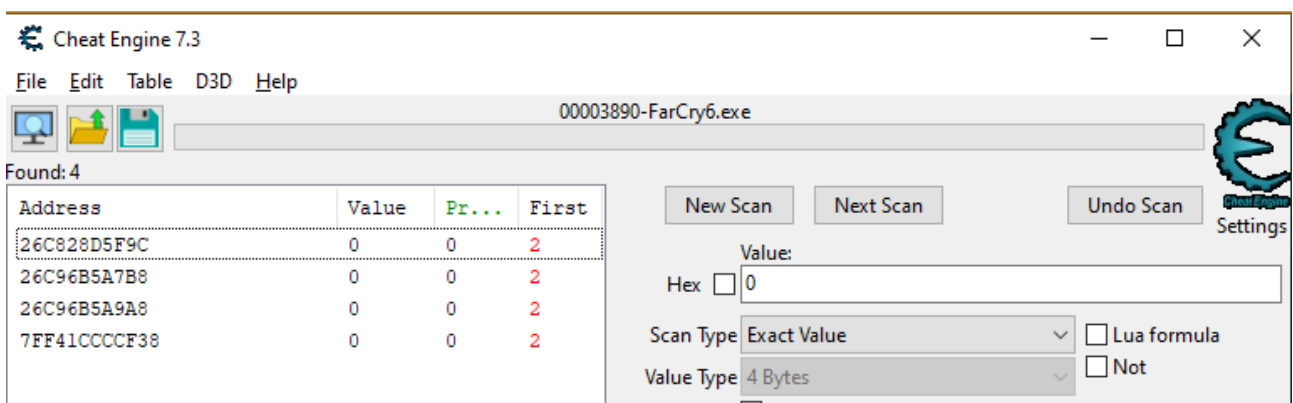 Cheat Engine 7.3
File Edit Table D3D Help
00003890-FarCry6.exe
Found: 4
Address Value Pr... First
26C828D5F9C 0 0 2
26C96B5A7B8 0 0 2
26C96B5A9A8 0 0 2
7FF41CCCCF38 0 0 2
New Scan Next Scan Undo Scan
Cheat Engine
Settings
Value:
Hex 0
Scan Type Exact Value Lua formula
Value Type 4 Bytes Not